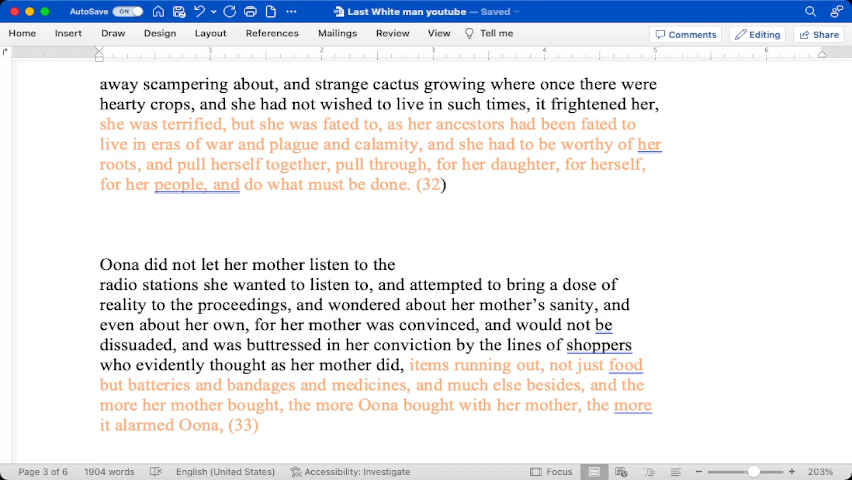 AutoSave ON Last White man youtube — Saved
Home Insert Draw Design Layout References Mailings Review View Tell me Comments Editing Share
1 2 3 4 5 6
away scampering about, and strange cactus growing where once there were
hearty crops, and she had not wished to live in such times, it frightened her,
she was terrified, but she was fated to, as her ancestors had been fated to
live in eras of war and plague and calamity, and she had to be worthy of her
roots, and pull herself together, pull through, for her daughter, for herself,
for her people, and do what must be done. (32)
Oona did not let her mother listen to the
radio stations she wanted to listen to, and attempted to bring a dose of
reality to the proceedings, and wondered about her mother’s sanity, and
even about her own, for her mother was convinced, and would not be
dissuaded, and was buttressed in her conviction by the lines of shoppers
who evidently thought as her mother did, items running out, not just food
but batteries and bandages and medicines, and much else besides, and the
more her mother bought, the more Oona bought with her mother, the more
it alarmed Oona, (33)
Page 3 of 6 1904 words English (United States) Accessibility: Investigate Focus 203%